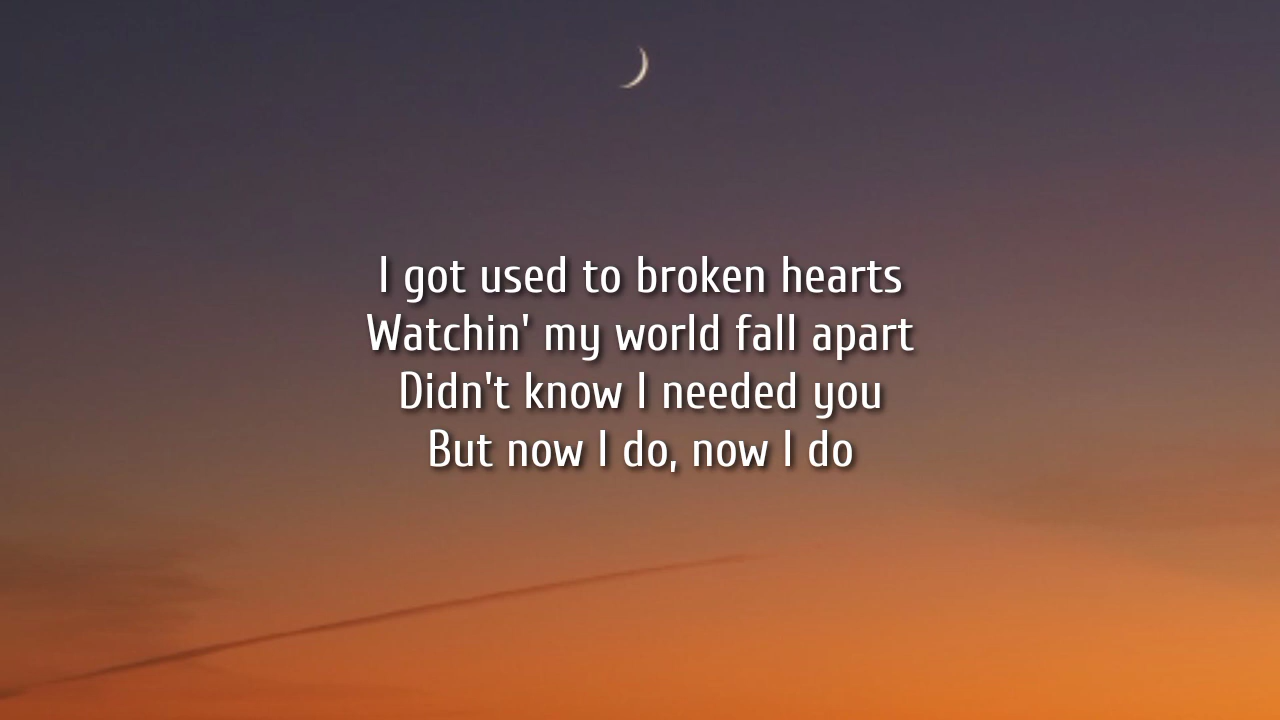 I got used to broken hearts
Watchin' my world fall apart
Didn't know I needed you
But now I do, now I do